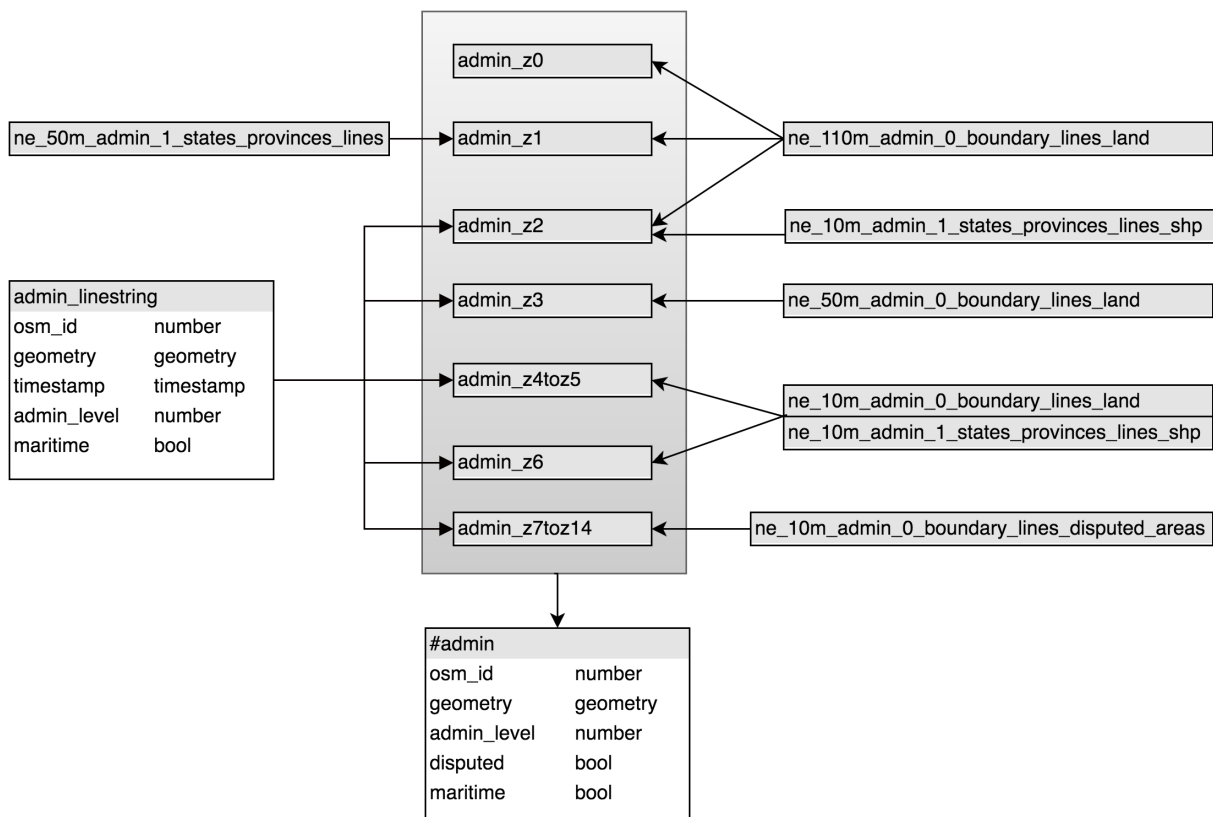 admin_z0
ne_50m_admin_1_states_provinces_lines
admin_z1
ne_110m_admin_0_boundary_lines_land
admin_z2
ne_10m_admin_1_states_provinces_lines_shp
admin_linestring
osm_id number
geometry geometry
timestamp timestamp
admin_level number
maritime bool
admin_z3
ne_50m_admin_0_boundary_lines_land
admin_z4toz5
ne_10m_admin_0_boundary_lines_land
ne_10m_admin_1_states_provinces_lines_shp
admin_z6
admin_z7toz14
ne_10m_admin_0_boundary_lines_disputed_areas
#admin
osm_id number
geometry geometry
admin_level number
disputed bool
maritime bool